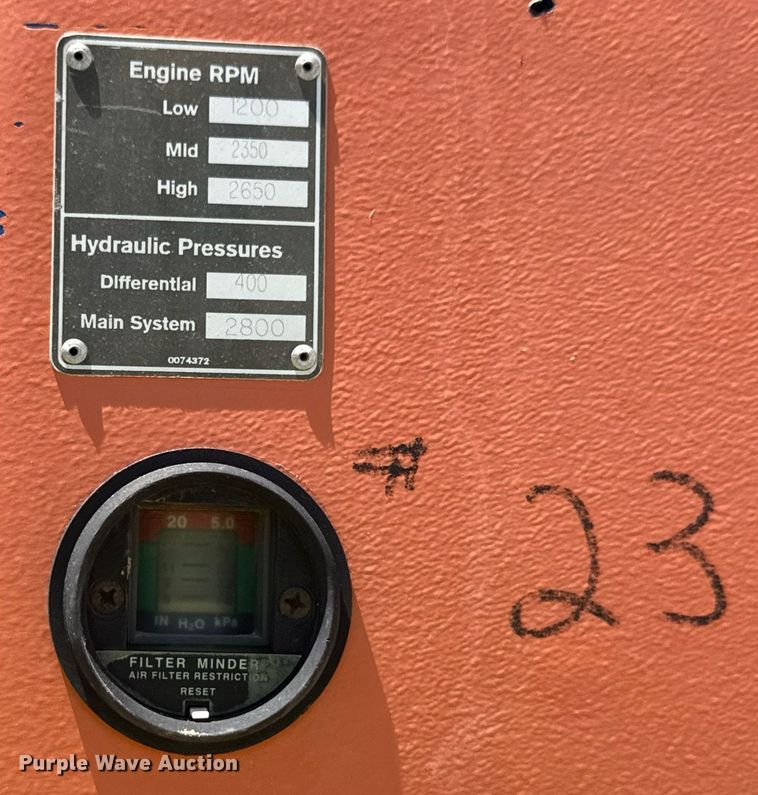 Engine RPM
Low 1200
Mid 2350
High 2650
Hydraulic Pressures
Differential 400
Main System 2800
0074372
# 23
20 5.0
IN H₂O kPa
FILTER MINDER
AIR FILTER RESTRICTION
RESET
Purple Wave Auction